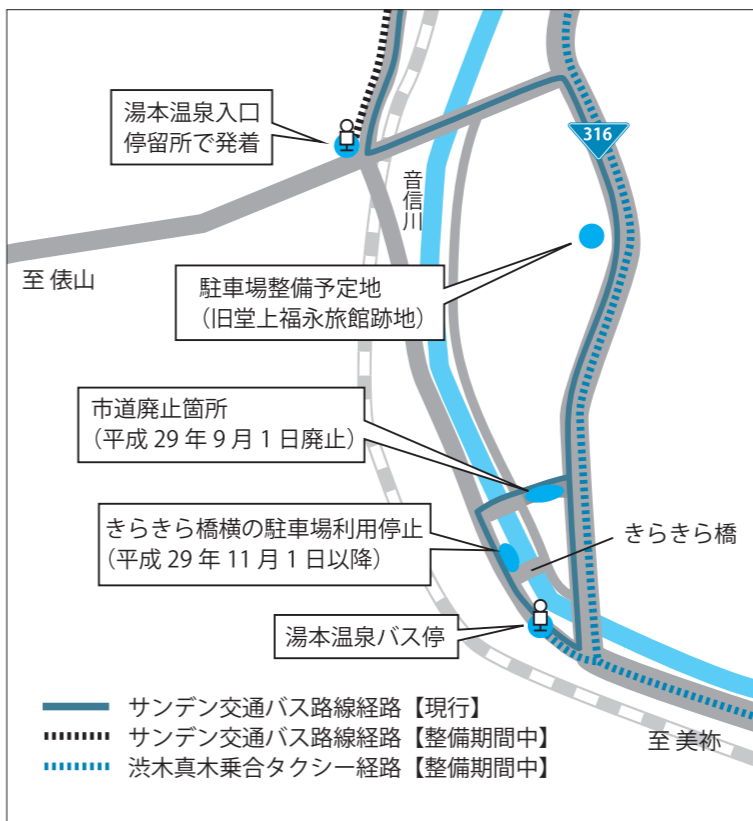 湯本温泉入口
停留所で発着
316
音信川
至 俵山
駐車場整備予定地
(旧堂上福永旅館跡地)
市道廃止箇所
(平成 29 年 9 月 1 日廃止)
きらきら橋横の駐車場利用停止
(平成 29 年 11 月 1 日以降)
きらきら橋
湯本温泉バス停
サンデン交通バス路線経路【現行】
サンデン交通バス路線経路【整備期間中】
渋木真木乗合タクシー経路【整備期間中】
至 美祢